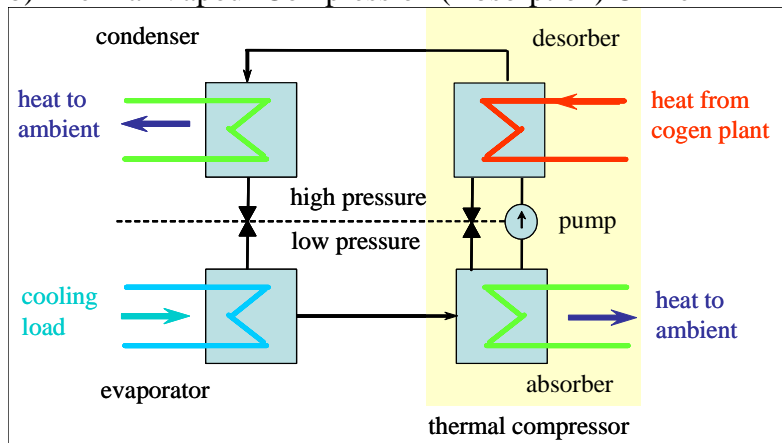 condenser
desorber
heat to
ambient
heat from
cogen plant
high pressure
low pressure
pump
cooling
load
heat to
ambient
evaporator
absorber
thermal compressor